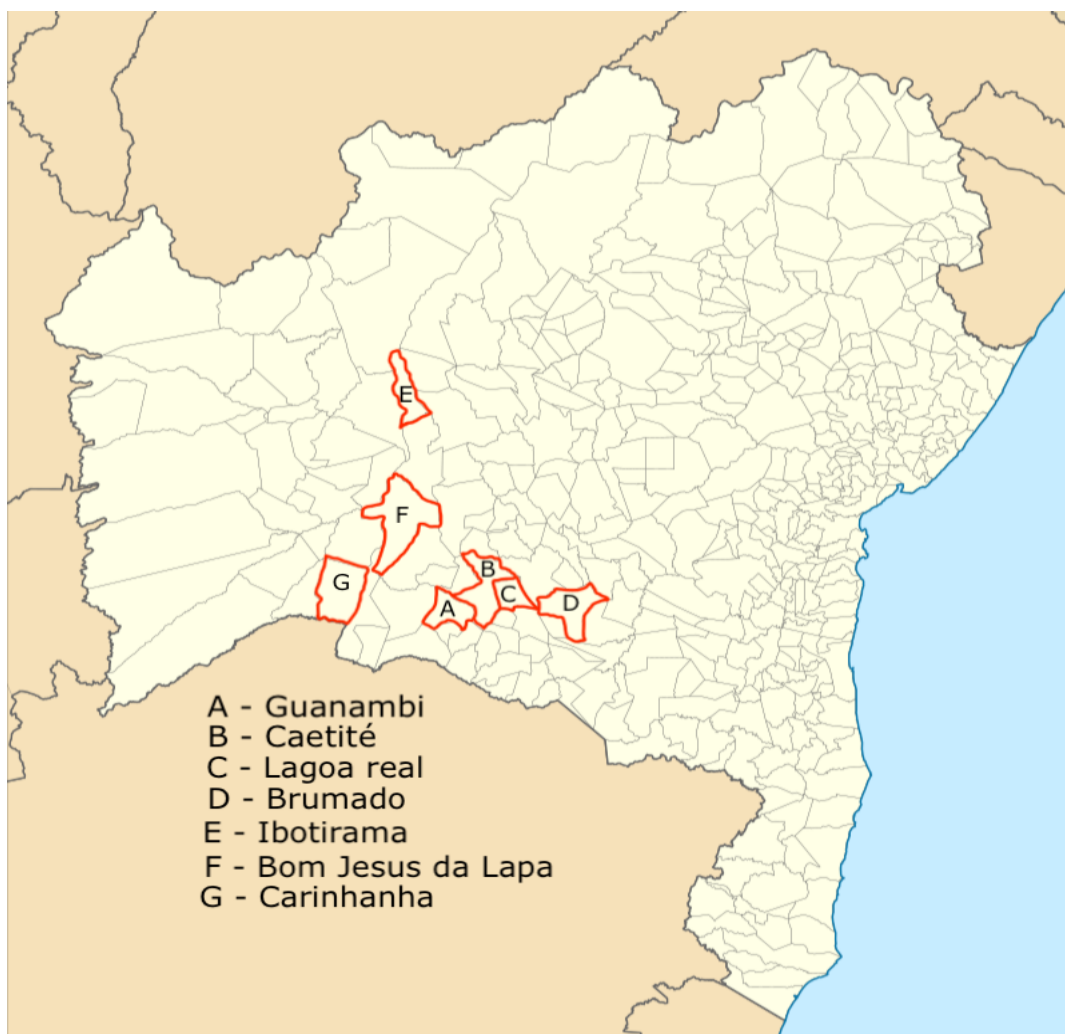 E
F
B
G
C
A
D
A - Guanambi
B - Caetité
C - Lagoa real
D - Brumado
E - Ibotirama
F - Bom Jesus da Lapa
G - Carinhanha